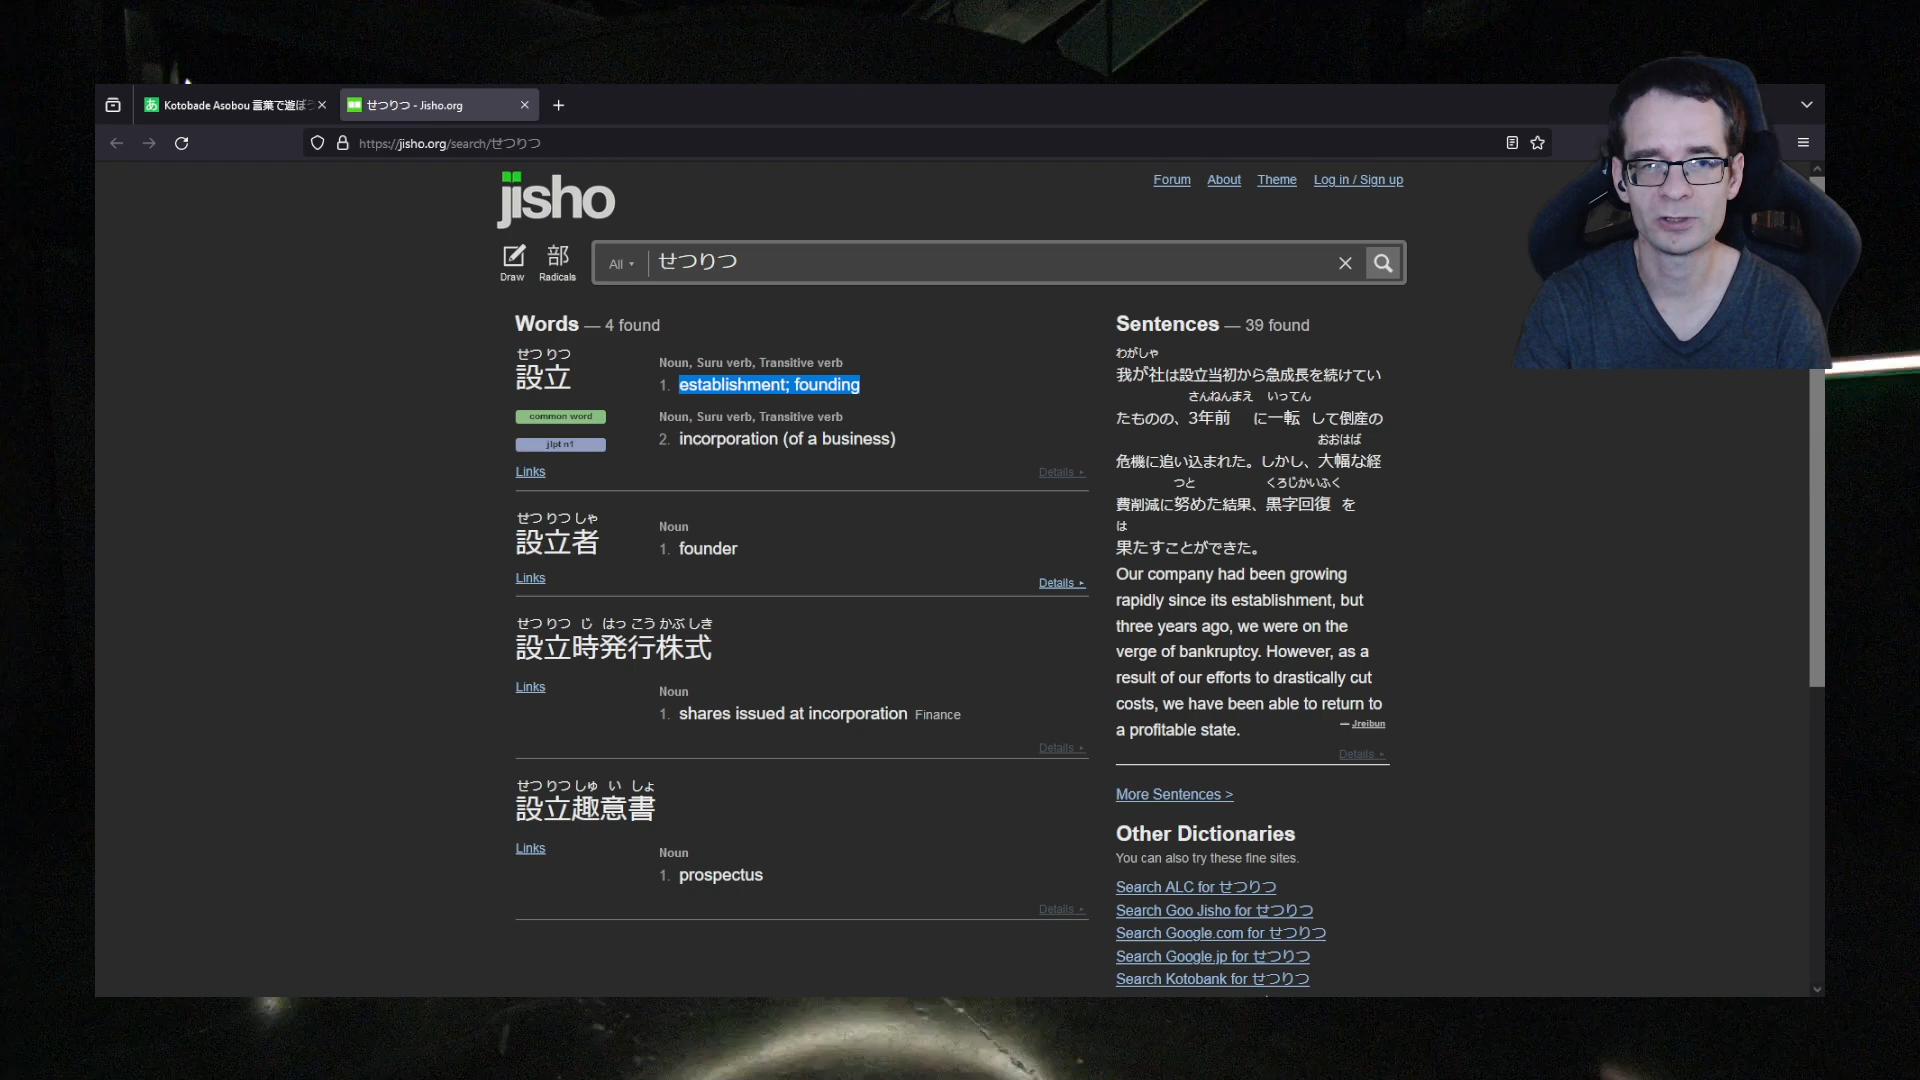 Kotobade Asobou 言葉で遊ぼう
せつりつ - Jisho.org
https://jisho.org/search/せつりつ
jisho
Forum
About
Theme
Log in / Sign up
Draw
部
Radicals
All
せつりつ
Words — 4 found
せつ りつ
設立
common word
jlpt n1
Links
Noun, Suru verb, Transitive verb
1. establishment; founding
Noun, Suru verb, Transitive verb
2. incorporation (of a business)
Details
せつ りつ しゃ
設立者
Links
Noun
1. founder
Details
せつ りつ じ はっ こう かぶ しき
設立時発行株式
Links
Noun
1. shares issued at incorporation Finance
Details
せつ りつ しゅ い しょ
設立趣意書
Links
Noun
1. prospectus
Details
Sentences — 39 found
わがしゃ
我が社は設立当初から急成長を続けてい
さんねんまえ いってん
たものの、3年前 に一転 して倒産の
おおはば
危機に追い込まれた。しかし、大幅な経
つと くろじかいふく
費削減に努めた結果、黒字回復 を
は
果たすことができた。
Our company had been growing
rapidly since its establishment, but
three years ago, we were on the
verge of bankruptcy. However, as a
result of our efforts to drastically cut
costs, we have been able to return to
a profitable state.
— Jreibun
Details
More Sentences >
Other Dictionaries
You can also try these fine sites.
Search ALC for せつりつ
Search Goo Jisho for せつりつ
Search Google.com for せつりつ
Search Google.jp for せつりつ
Search Kotobank for せつりつ